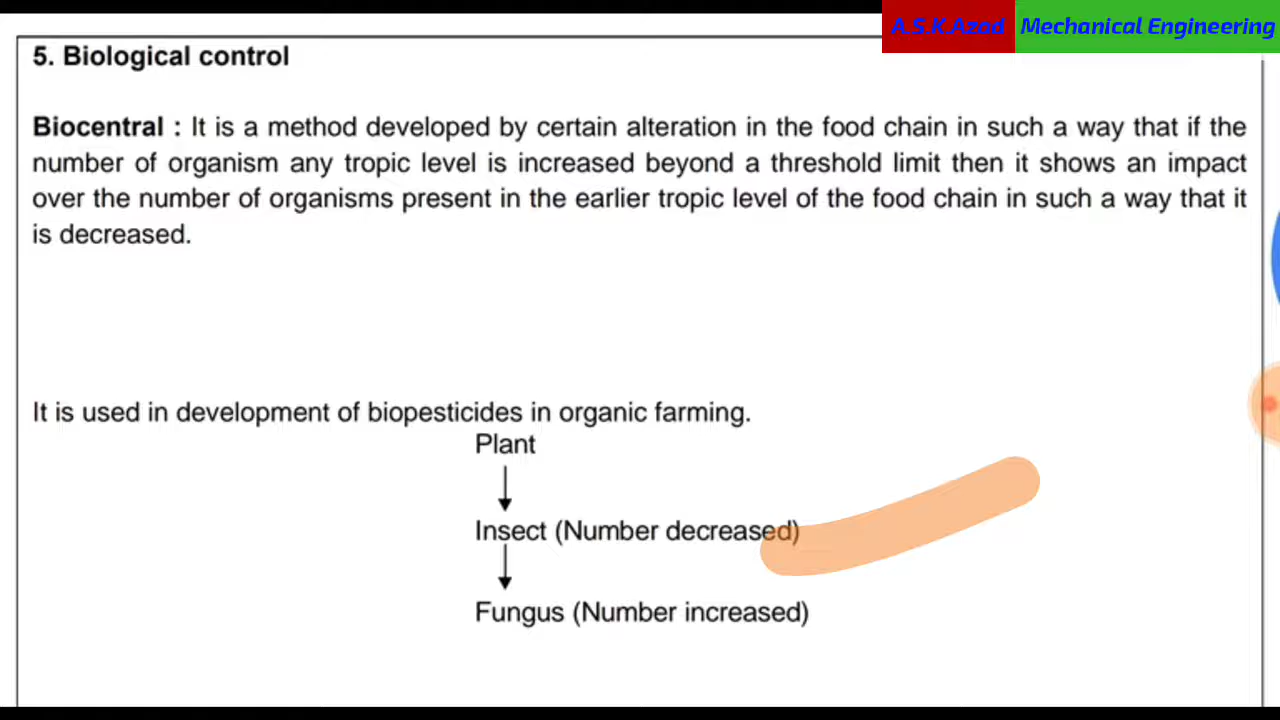 A.S.K.Azad Mechanical Engineering
5. Biological control
Biocentral : It is a method developed by certain alteration in the food chain in such a way that if the
number of organism any tropic level is increased beyond a threshold limit then it shows an impact
over the number of organisms present in the earlier tropic level of the food chain in such a way that it
is decreased.
It is used in development of biopesticides in organic farming.
Plant
Insect (Number decreased)
Fungus (Number increased)